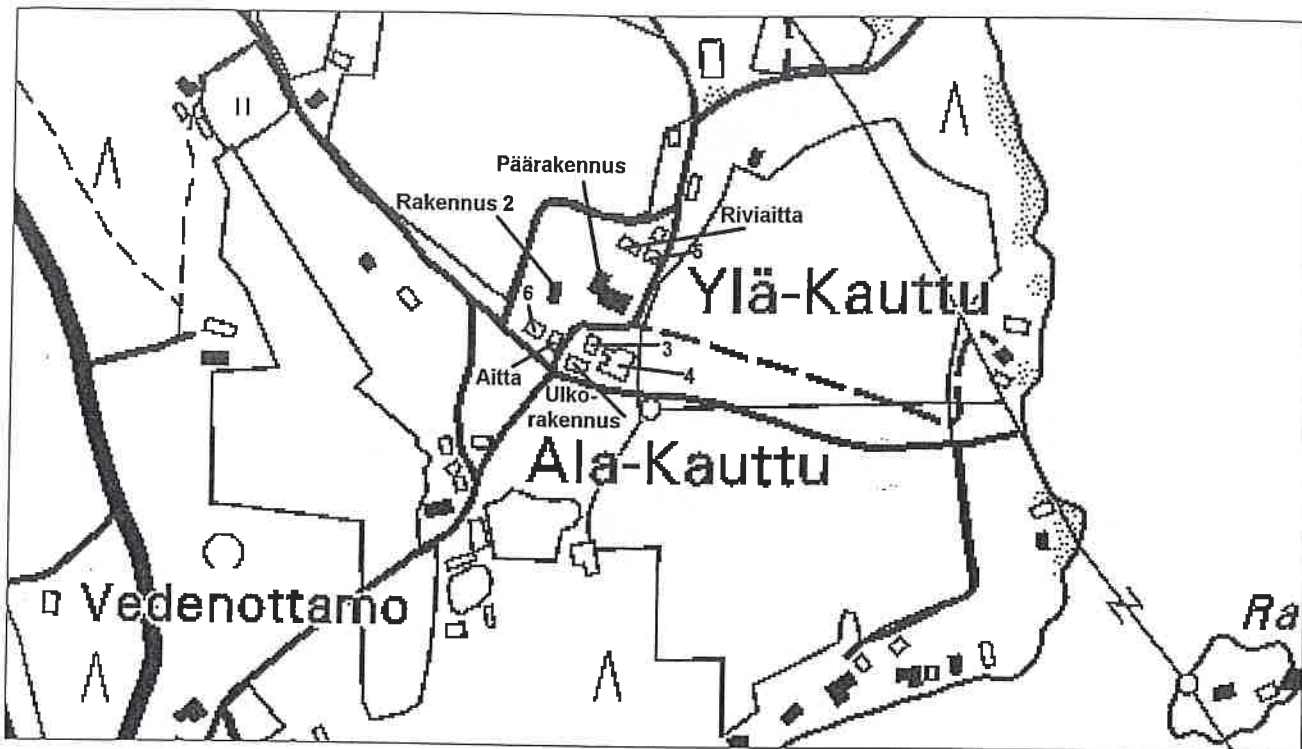 Päärakennus
Rakennus 2
Riviaitta
5
Ylä-Kauttu
6
3
4
Aitta
Ulko-
rakennus
Ala-Kauttu
Vedenottamo
Ra